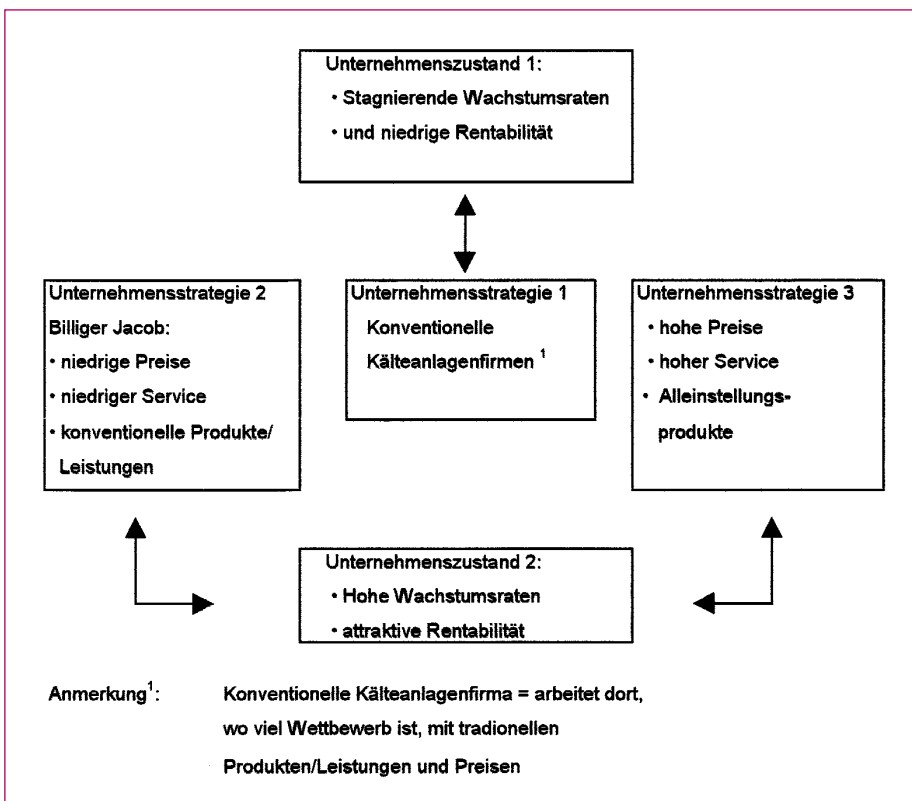 Unternehmenszustand 1:
• Stagnierende Wachstumsraten
• und niedrige Rentabilität
Unternehmensstrategie 2
Billiger Jacob:
• niedrige Preise
• niedriger Service
• konventionelle Produkte/
Leistungen
Unternehmensstrategie 1
Konventionelle
Kälteanlagenfirmen ¹
Unternehmensstrategie 3
• hohe Preise
• hoher Service
• Alleinstellungs-
produkte
Unternehmenszustand 2:
• Hohe Wachstumsraten
• attraktive Rentabilität
Anmerkung¹: Konventionelle Kälteanlagenfirma = arbeitet dort,
wo viel Wettbewerb ist, mit tradionellen
Produkten/Leistungen und Preisen